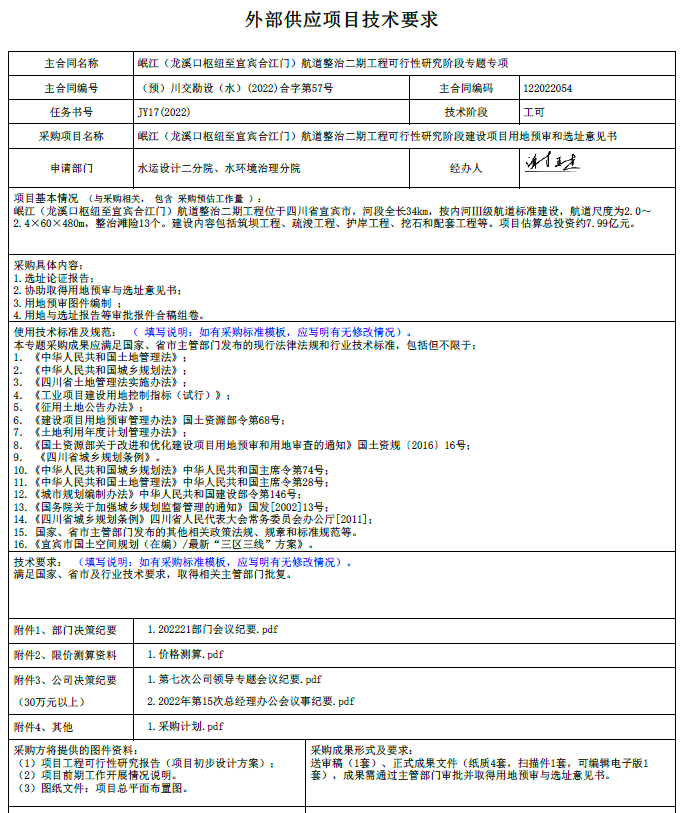 外部供应项目技术要求
主合同名称 岷江（龙溪口枢纽至宜宾合江门）航道整治二期工程可行性研究阶段专题专项
主合同编号 （预）川交勘设（水）(2022)合字第57号 主合同编码 122022054
任务书号 JY17(2022) 技术阶段 工可
采购项目名称 岷江（龙溪口枢纽至宜宾合江门）航道整治二期工程可行性研究阶段建设项目用地预审和选址意见书
申请部门 水运设计二分院、水环境治理分院 经办人
项目基本情况 （与采购相关， 包含 采购预估工作量 ）：
岷江（龙溪口枢纽至宜宾合江门）航道整治二期工程位于四川省宜宾市，河段全长34km，按内河Ⅲ级航道标准建设，航道尺度为2.0～
2.4×60×480m，整治滩险13个。建设内容包括筑坝工程、疏浚工程、护岸工程、挖石和配套工程等。项目估算总投资约7.99亿元。
采购具体内容：
1.选址论证报告；
2.协助取得用地预审与选址意见书；
3.用地预审图件编制 ；
4.用地与选址报告等审批报件合稿组卷。
使用技术标准及规范： （ 填写说明：如有采购标准模板，应写明有无修改情况）。
本专题采购成果应满足国家、省市主管部门发布的现行法律法规和行业技术标准，包括但不限于：
1. 《中华人民共和国土地管理法》；
2. 《中华人民共和国城乡规划法》；
3. 《四川省土地管理法实施办法》；
4. 《工业项目建设用地控制指标（试行）》；
5. 《征用土地公告办法》；
6. 《建设项目用地预审管理办法》国土资源部令第68号；
7. 《土地利用年度计划管理办法》；
8. 《国土资源部关于改进和优化建设项目用地预审和用地审查的通知》国土资规〔2016〕16号；
9. 《四川省城乡规划条例》。
10.《中华人民共和国城乡规划法》中华人民共和国主席令第74号；
11.《中华人民共和国土地管理法》中华人民共和国主席令第28号；
12.《城市规划编制办法》中华人民共和国建设部令第146号；
13.《国务院关于加强城乡规划监督管理的通知》国发[2002]13号；
14.《四川省城乡规划条例》四川省人民代表大会常务委员会办公厅[2011]；
15. 国家、省市主管部门发布的其他相关政策法规、规章和标准规范等。
16.《宜宾市国土空间规划（在编）/最新“三区三线”方案》。
技术要求： （填写说明：如有采购标准模板，应写明有无修改情况）。
满足国家、省市及行业技术要求，取得相关主管部门批复。
附件1、部门决策纪要 1.202221部门会议纪要.pdf
附件2、限价测算资料 1.价格测算.pdf
附件3、公司决策纪要 1.第七次公司领导专题会议纪要.pdf
（30万元以上） 2.2022年第15次总经理办公会议事纪要.pdf
附件4、其他 1.采购计划.pdf
采购方将提供的图件资料：
（1）项目工程可行性研究报告（项目初步设计方案）；
（2）项目前期工作开展情况说明。
（3）图纸文件：项目总平面布置图。
采购成果形式及要求：
送审稿（1套）、正式成果文件（纸质4套，扫描件1套，可编辑电子版1
套），成果需通过主管部门审批并取得用地预审与选址意见书。